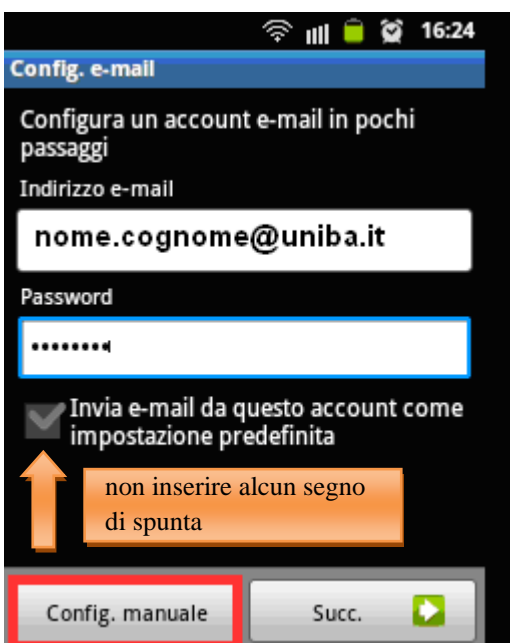 16:24
Config. e-mail
Configura un account e-mail in pochi
passaggi
Indirizzo e-mail
nome.cognome@uniba.it
Password
••••••••
Invia e-mail da questo account come
impostazione predefinita
non inserire alcun segno
di spunta
Config. manuale
Succ.